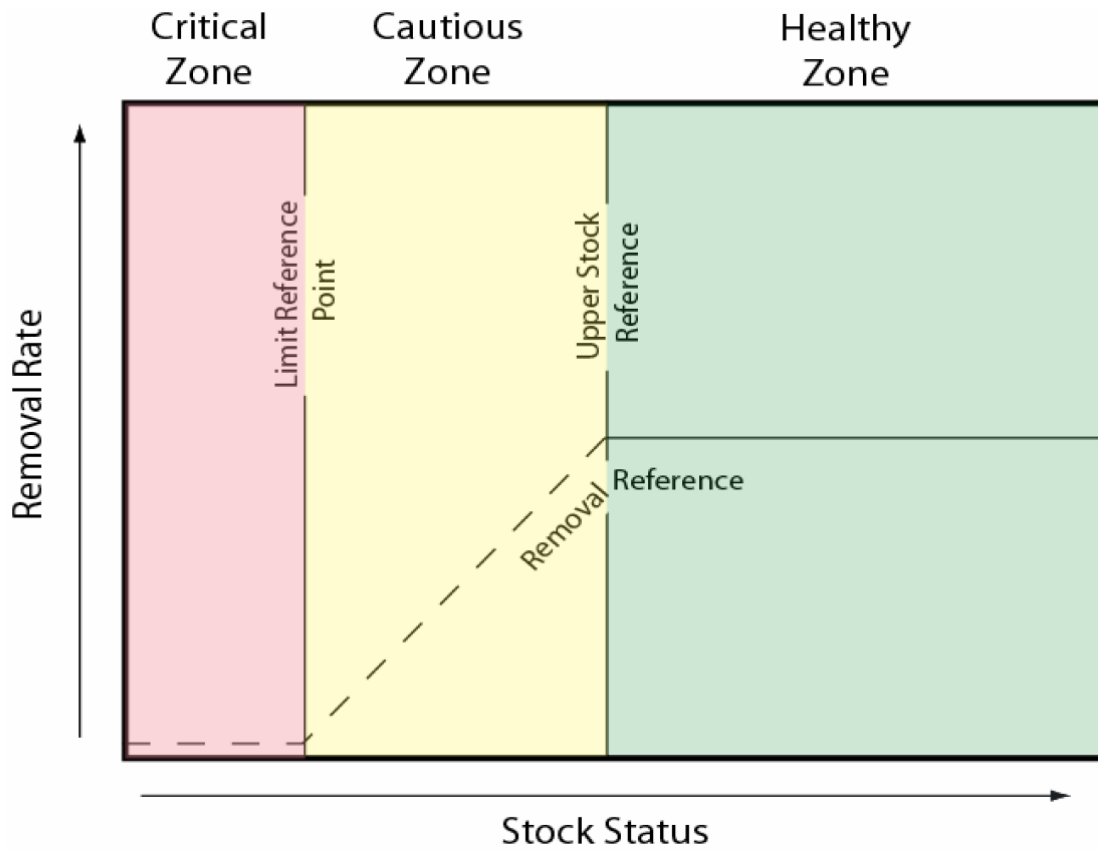 Critical
Zone
Cautious
Zone
Healthy
Zone
Removal Rate
Limit Reference
Point
Upper Stock
Reference
Removal Reference
Stock Status